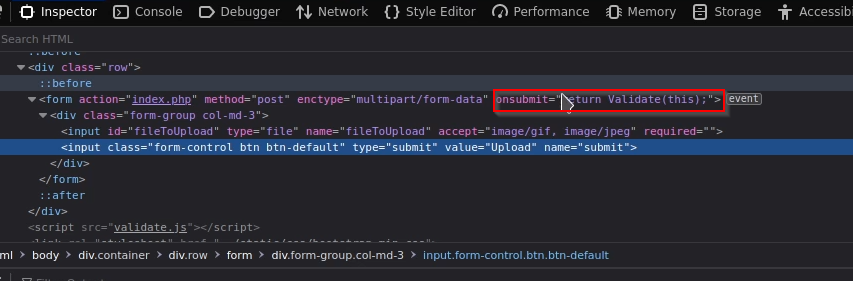 Inspector Console Debugger Network Style Editor Performance Memory Storage Accessibi
Search HTML
::before
<div class="row">
::before
<form action="index.php" method="post" enctype="multipart/form-data" onsubmit="return Validate(this);"> event
<div class="form-group col-md-3">
<input id="fileToUpload" type="file" name="fileToUpload" accept="image/gif, image/jpeg" required="">
<input class="form-control btn btn-default" type="submit" value="Upload" name="submit">
</div>
</form>
::after
</div>
<script src="validate.js"></script>
ml body div.container div.row form div.form-group.col-md-3 input.form-control.btn.btn-default